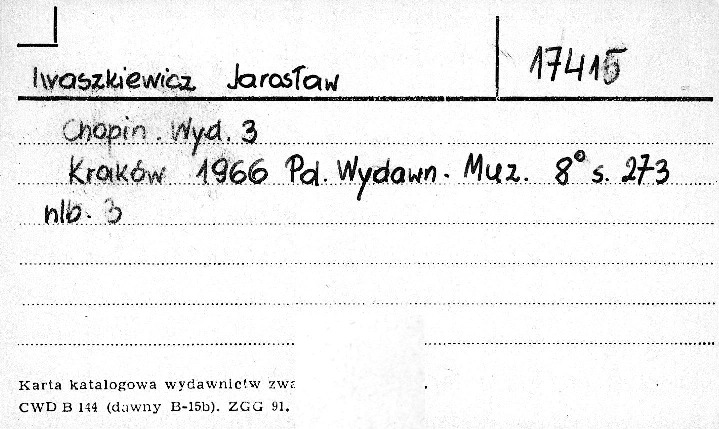 Iwaszkiewicz Jarosław 17415
Chopin. Wyd. 3
Kraków 1966 Pol. Wydawn. Muz. 8° s. 273
nlb. 3
Karta katalogowa wydawnictw
CWD B 144 (dawny B-15b). ZGG 91.